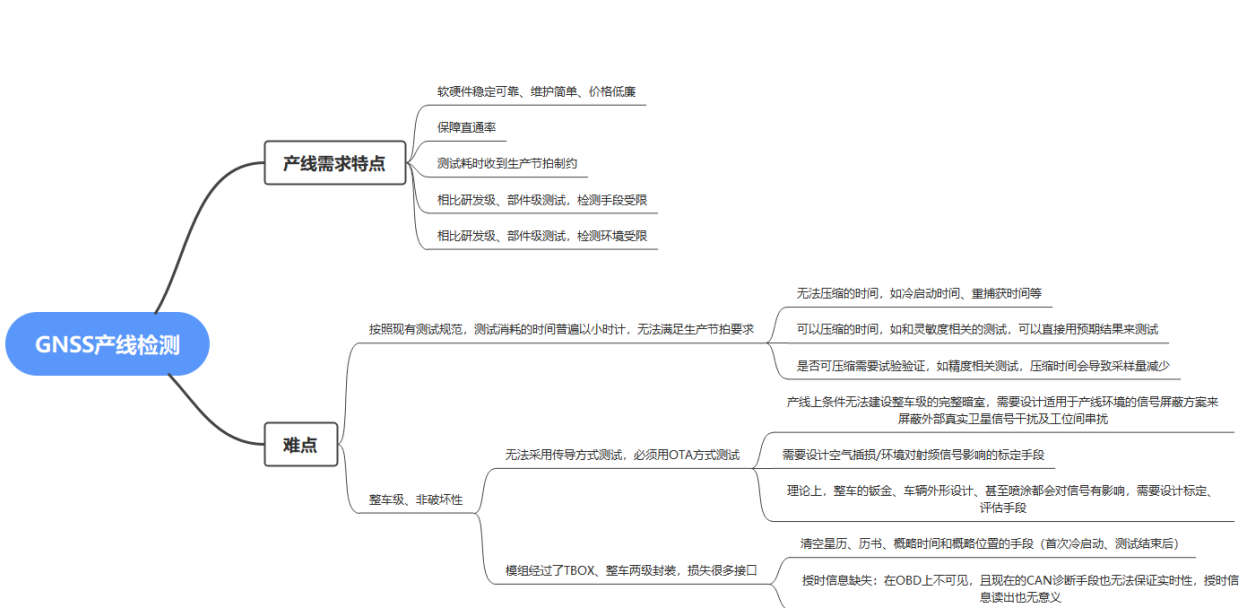 GNSS产线检测
产线需求特点
软硬件稳定可靠、维护简单、价格低廉
保障直通率
测试耗时收到生产节拍制约
相比研发级、部件级测试，检测手段受限
相比研发级、部件级测试，检测环境受限
难点
按照现有测试规范，测试消耗的时间普遍以小时计，无法满足生产节拍要求
无法压缩的时间，如冷启动时间、重捕获时间等
可以压缩的时间，如和灵敏度相关的测试，可以直接用预期结果来测试
是否可压缩需要试验验证，如精度相关测试，压缩时间会导致采样量减少
整车级、非破坏性
无法采用传导方式测试，必须用OTA方式测试
产线上条件无法建设整车级的完整暗室，需要设计适用于产线环境的信号屏蔽方案来
屏蔽外部真实卫星信号干扰及工位间串扰
需要设计空气插损/环境对射频信号影响的标定手段
理论上，整车的钣金、车辆外形设计、甚至喷涂都会对信号有影响，需要设计标定、
评估手段
模组经过了TBOX、整车两级封装，损失很多接口
清空星历、历书、概略时间和概略位置的手段（首次冷启动、测试结束后）
授时信息缺失：在OBD上不可见，且现在的CAN诊断手段也无法保证实时性，授时信
息读出也无意义